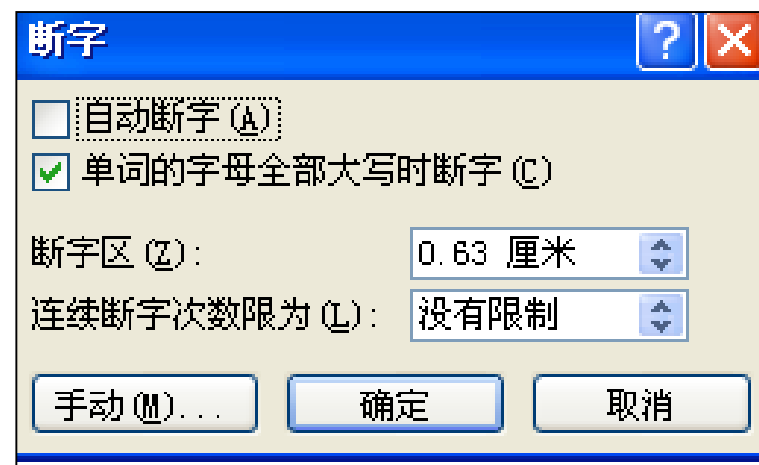 断字
自动断字(A)
单词的字母全部大写时断字(C)
断字区(Z): 0.63 厘米
连续断字次数限为(L): 没有限制
手动(M)... 确定 取消